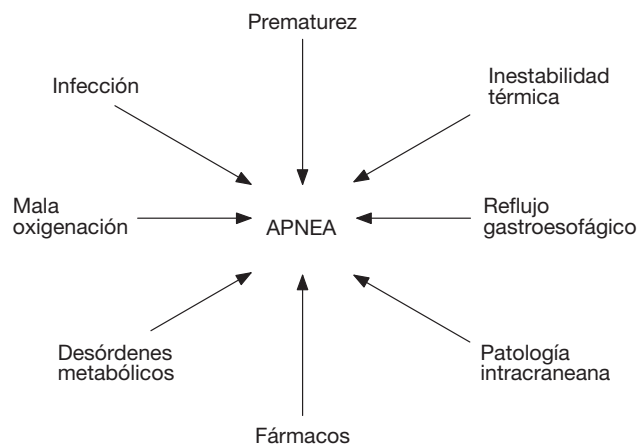 Prematurez
Infección
Inestabilidad
térmica
Mala
oxigenación
APNEA
Reflujo
gastroesofágico
Desórdenes
metabólicos
Patología
intracraneana
Fármacos